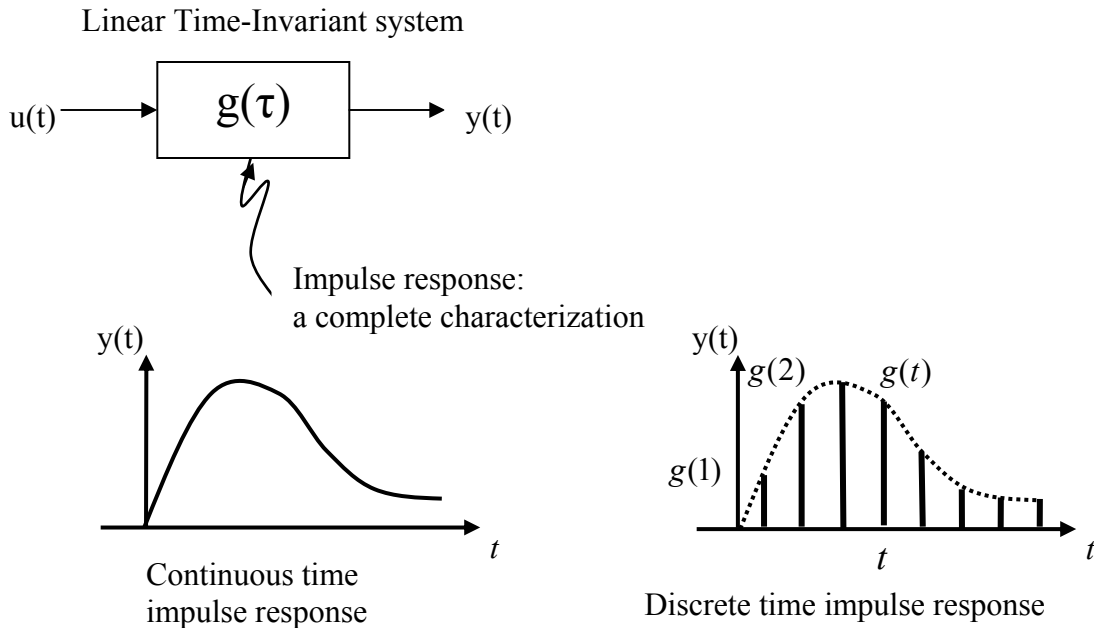 Linear Time-Invariant system
u(t)
g(τ)
y(t)
Impulse response:
a complete characterization
y(t)
t
Continuous time
impulse response
y(t)
g(2)
g(t)
g(1)
t
t
Discrete time impulse response